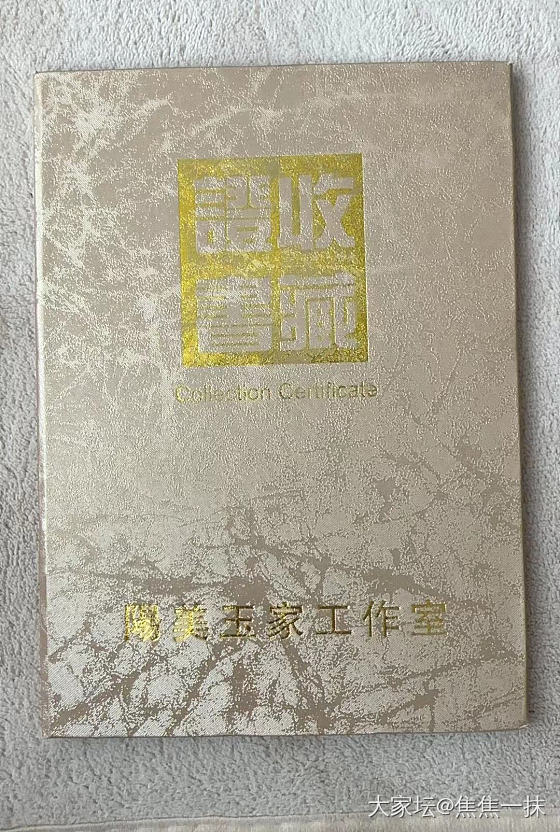 收藏
證書
Collection Certificate
陽美玉家工作室
大家坛@焦焦一抹